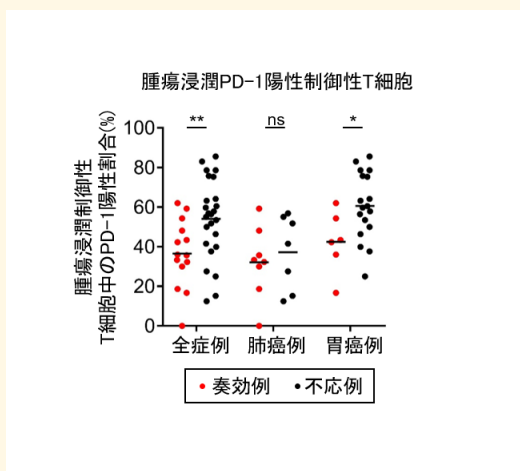 腫瘍浸潤PD-1陽性制御性T細胞
** ns *
腫瘍浸潤制御性
T細胞中のPD-1陽性割合(%)
100
80
60
40
20
0
全症例 肺癌例 胃癌例
奏効例 不応例